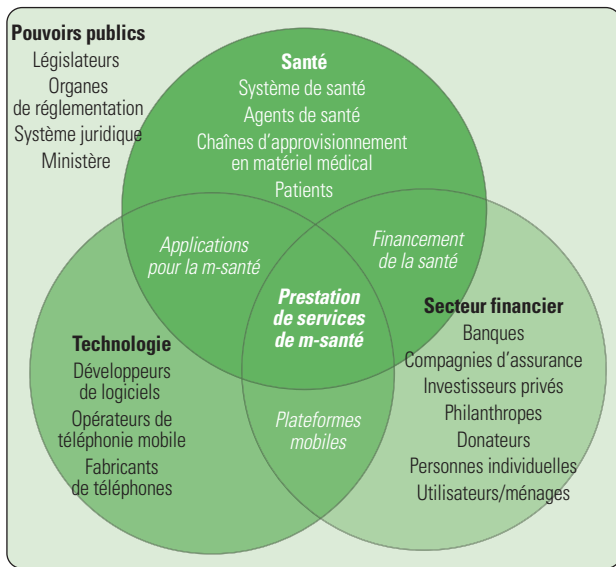 Pouvoirs publics
Législateurs
Organes
de réglementation
Système juridique
Ministère
Santé
Système de santé
Agents de santé
Chaînes d'approvisionnement
en matériel médical
Patients
Applications
pour la m-santé
Financement
de la santé
Prestation
de services
de m-santé
Technologie
Développeurs
de logiciels
Opérateurs de
téléphonie mobile
Fabricants
de téléphones
Plateformes
mobiles
Secteur financier
Banques
Compagnies d'assurance
Investisseurs privés
Philanthropes
Donateurs
Personnes individuelles
Utilisateurs/ménages